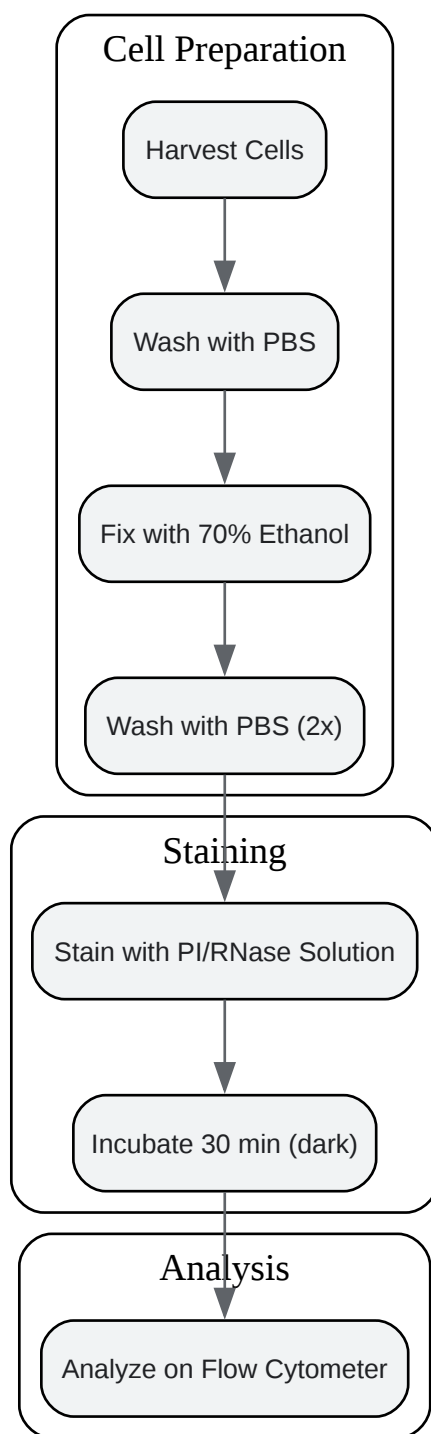 Cell Preparation
Harvest Cells
Wash with PBS
Fix with 70% Ethanol
Wash with PBS (2x)
Staining
Stain with PI/RNase Solution
Incubate 30 min (dark)
Analysis
Analyze on Flow Cytometer